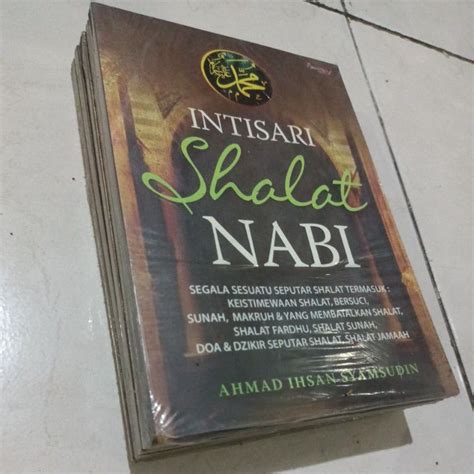 محمد
INTISARI
Shalat
NABI
SEGALA SESUATU SEPUTAR SHALAT TERMASUK :
KEISTIMEWAAN SHALAT, BERSUCI,
SUNAH, MAKRUH & YANG MEMBATALKAN SHALAT,
SHALAT FARDHU, SHALAT SUNAH,
DOA & DZIKIR SEPUTAR SHALAT, SHALAT JAMAAH
AHMAD IHSAN SYAMSUDIN